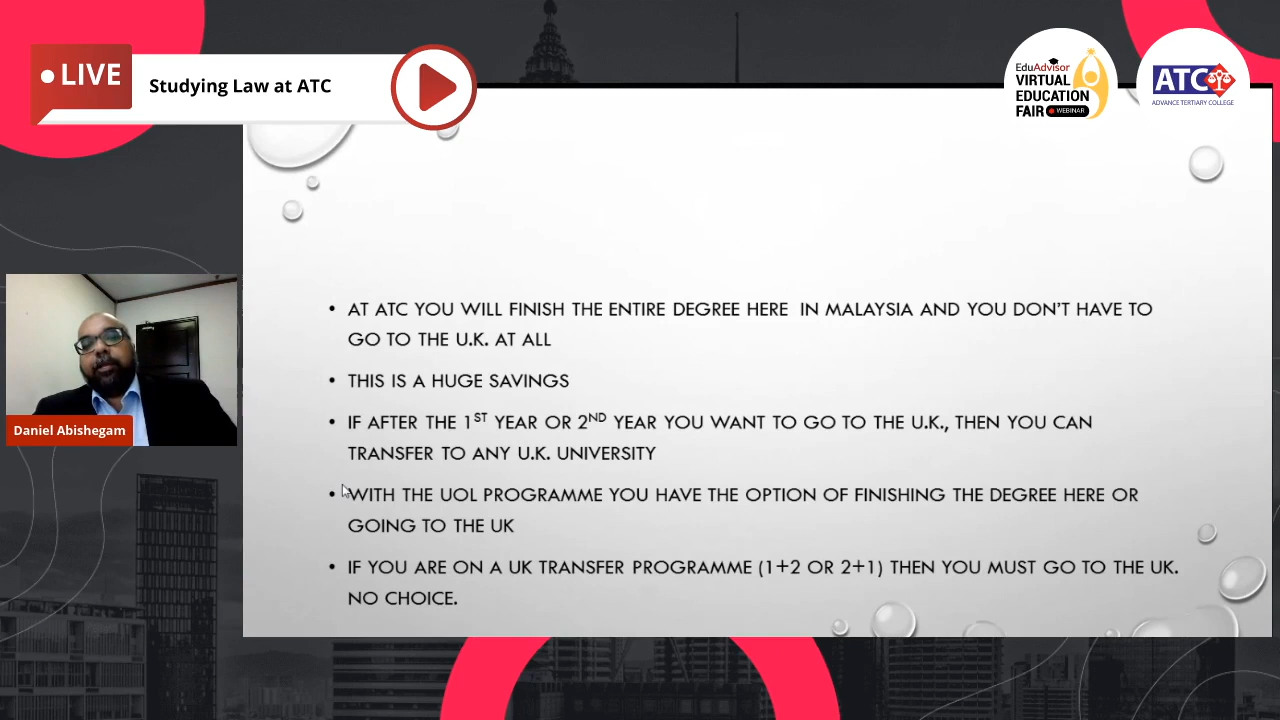 LIVE
Studying Law at ATC
EduAdvisor
VIRTUAL
EDUCATION
FAIR WEBINAR
ATC
ADVANCE TERTIARY COLLEGE
• AT ATC YOU WILL FINISH THE ENTIRE DEGREE HERE IN MALAYSIA AND YOU DON'T HAVE TO
GO TO THE U.K. AT ALL
• THIS IS A HUGE SAVINGS
• IF AFTER THE 1ST YEAR OR 2ND YEAR YOU WANT TO GO TO THE U.K., THEN YOU CAN
TRANSFER TO ANY U.K. UNIVERSITY
• WITH THE UOL PROGRAMME YOU HAVE THE OPTION OF FINISHING THE DEGREE HERE OR
GOING TO THE UK
• IF YOU ARE ON A UK TRANSFER PROGRAMME (1+2 OR 2+1) THEN YOU MUST GO TO THE UK.
NO CHOICE.
Daniel Abishegam